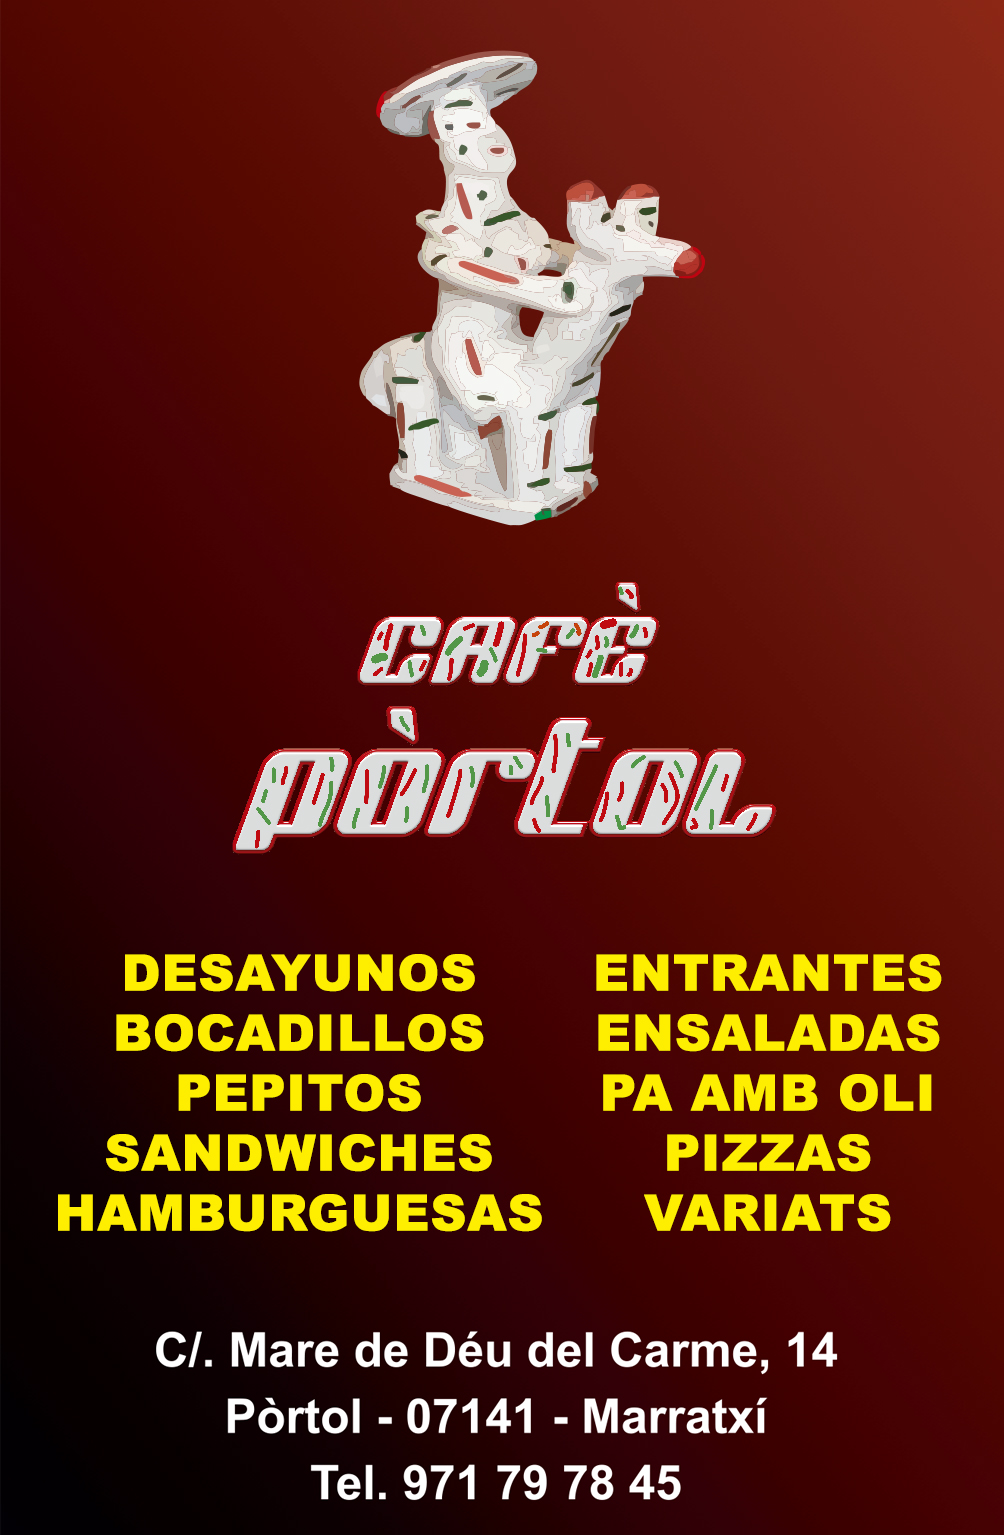 CAFÈ
pòrtol
DESAYUNOS
BOCADILLOS
PEPITOS
SANDWICHES
HAMBURGUESAS
ENTRANTES
ENSALADAS
PA AMB OLI
PIZZAS
VARIATS
C/. Mare de Déu del Carme, 14
Pòrtol - 07141 - Marratxí
Tel. 971 79 78 45